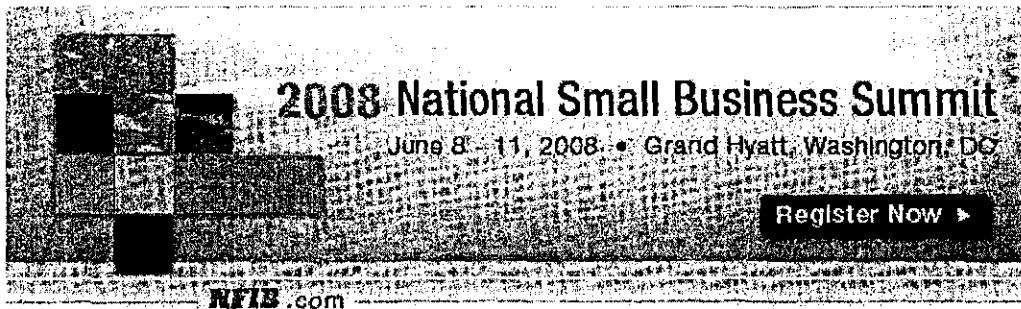 2008 National Small Business Summit
June 8 - 11, 2008 • Grand Hyatt, Washington, DC
Register Now ►
NFIB.com